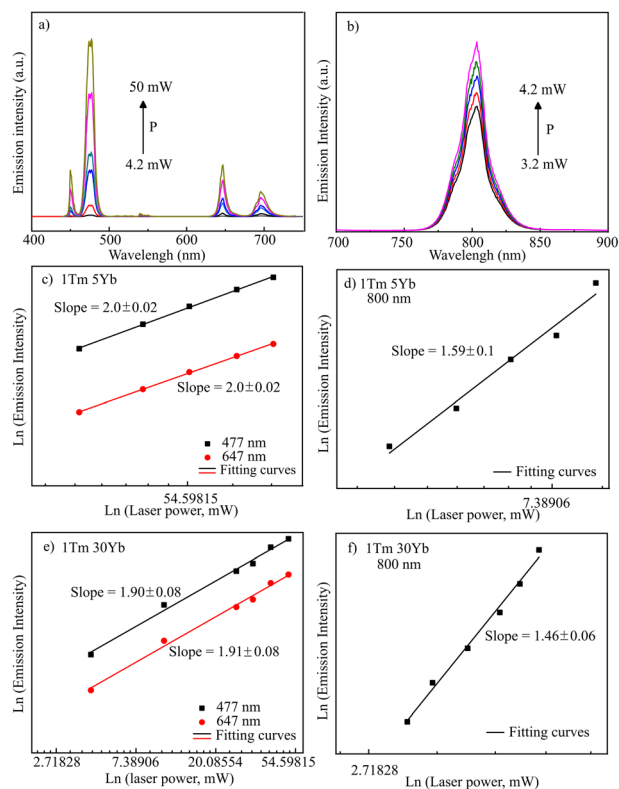 a)
50 mW
P
4.2 mW
Emission intensity (a.u.)
400 500 600 700
Wavelengh (nm)
b)
4.2 mW
P
3.2 mW
Emission Intensity (a.u.)
700 750 800 850 900
Wavelengh (nm)
c) 1Tm 5Yb
Slope = 2.0±0.02
Slope = 2.0±0.02
477 nm
647 nm
Fitting curves
Ln (Emission Intensity)
54.59815
Ln (Laser power, mW)
d) 1Tm 5Yb
800 nm
Slope = 1.59±0.1
Fitting curves
Ln (Emission Intensity)
7.38906
Ln (Laser power, mW)
e) 1Tm 30Yb
Slope = 1.90±0.08
Slope = 1.91±0.08
477 nm
647 nm
Fitting curves
Ln (Emission Intensity)
2.71828 7.38906 20.08554 54.59815
Ln (laser power, mW)
f) 1Tm 30Yb
800 nm
Slope = 1.46±0.06
Fitting curves
Ln (Emission Intensity)
2.71828
Ln (Laser power, mW)